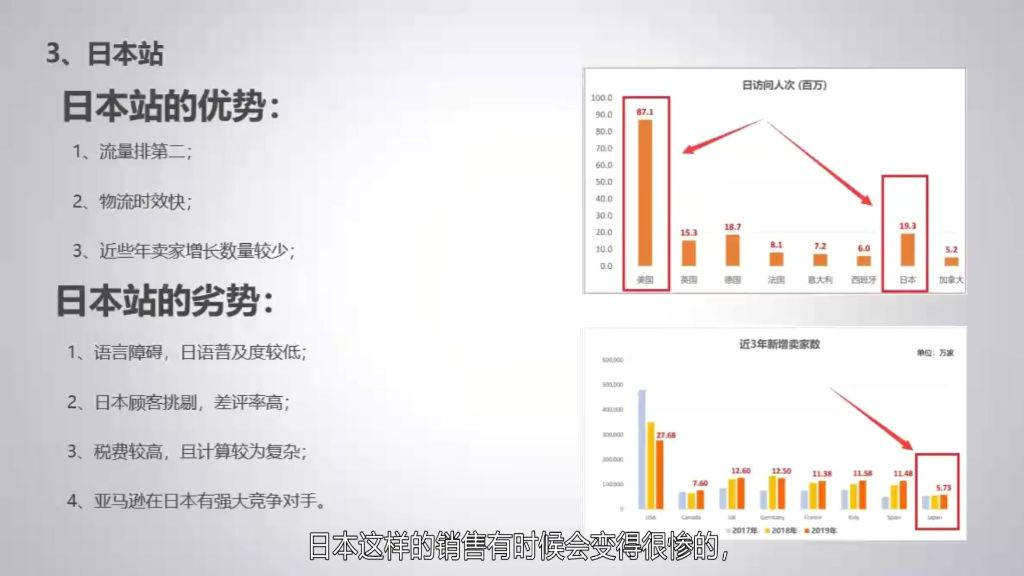 3、日本站
日本站的优势：
1、流量排第二；
2、物流时效快；
3、近些年卖家增长数量较少；
日本站的劣势：
1、语言障碍，日语普及度较低；
2、日本顾客挑剔，差评率高；
3、税费较高，且计算较为复杂；
4、亚马逊在日本有强大竞争对手。
日访问人次 (百万)
100.0
90.0
80.0
70.0
60.0
50.0
40.0
30.0
20.0
10.0
0.0
87.1 15.3 18.7 8.1 7.2 6.0 19.3 5.2
美国 英国 德国 法国 意大利 西班牙 日本 加拿大
近3年新增卖家数
单位：万家
600,000
500,000
400,000
300,000
200,000
100,000
0
27.68 7.60 12.60 12.50 11.38 11.58 11.48 5.73
USA Canada UK Germany France Italy Spain Japan
2017年 2018年 2019年
日本这样的销售有时候会变得很惨的，